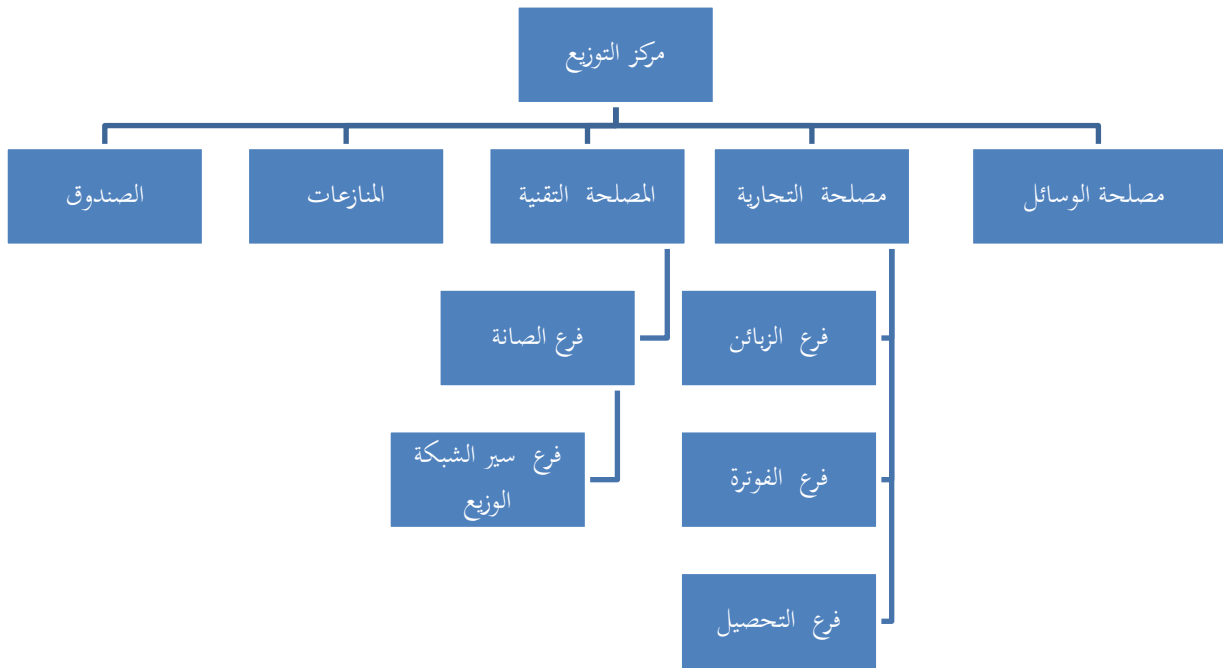 مركز التوزيع
مصلحة الوسائل
مصلحة التجارية
المصلحة التقنية
المنازعات
الصندوق
فرع الزبائن
فرع الصانة
فرع الفوترة
فرع سير الشبكة
الوزيع
فرع التحصيل